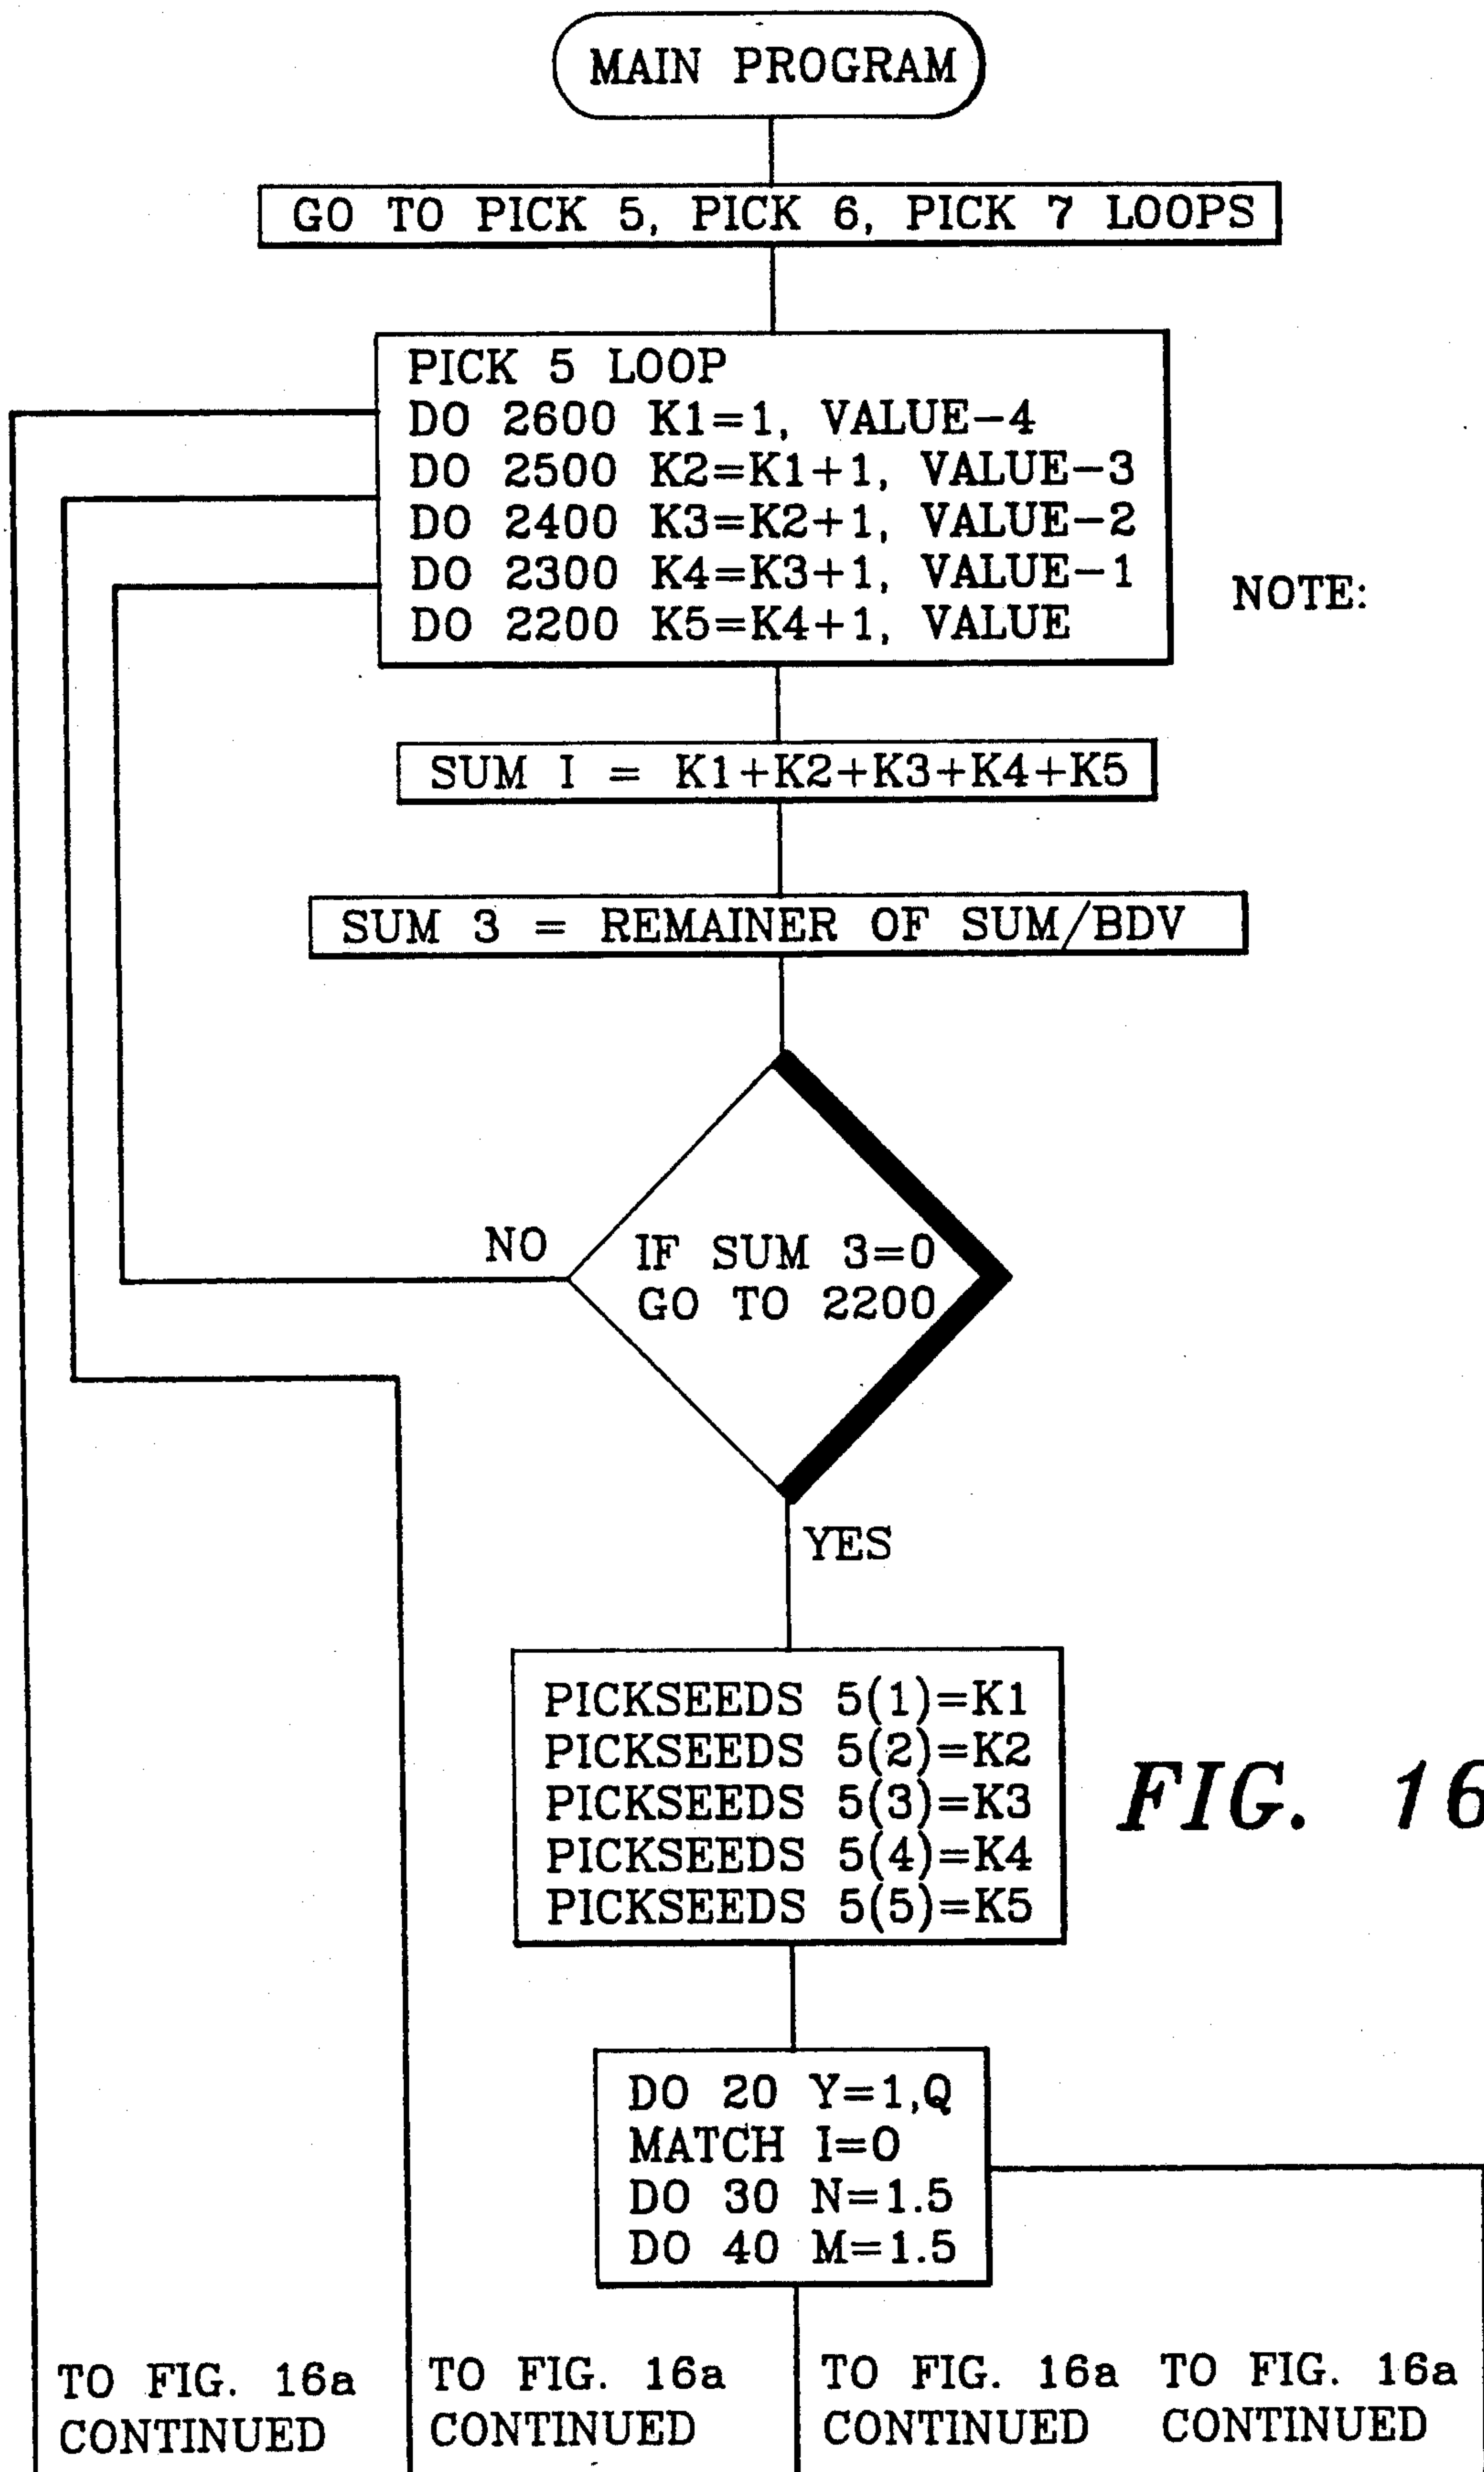 MAIN PROGRAM
GO TO PICK 5, PICK 6, PICK 7 LOOPS
PICK 5 LOOP
DO 2600 K1=1, VALUE-4
DO 2500 K2=K1+1, VALUE-3
DO 2400 K3=K2+1, VALUE-2
DO 2300 K4=K3+1, VALUE-1
DO 2200 K5=K4+1, VALUE
NOTE:
SUM I = K1+K2+K3+K4+K5
SUM 3 = REMAINER OF SUM/BDV
NO
IF SUM 3=0
GO TO 2200
YES
PICKSEEDS 5(1)=K1
PICKSEEDS 5(2)=K2
PICKSEEDS 5(3)=K3
PICKSEEDS 5(4)=K4
PICKSEEDS 5(5)=K5
FIG. 16
DO 20 Y=1,Q
MATCH I=0
DO 30 N=1.5
DO 40 M=1.5
TO FIG. 16a
CONTINUED
TO FIG. 16a
CONTINUED
TO FIG. 16a
CONTINUED
TO FIG. 16a
CONTINUED